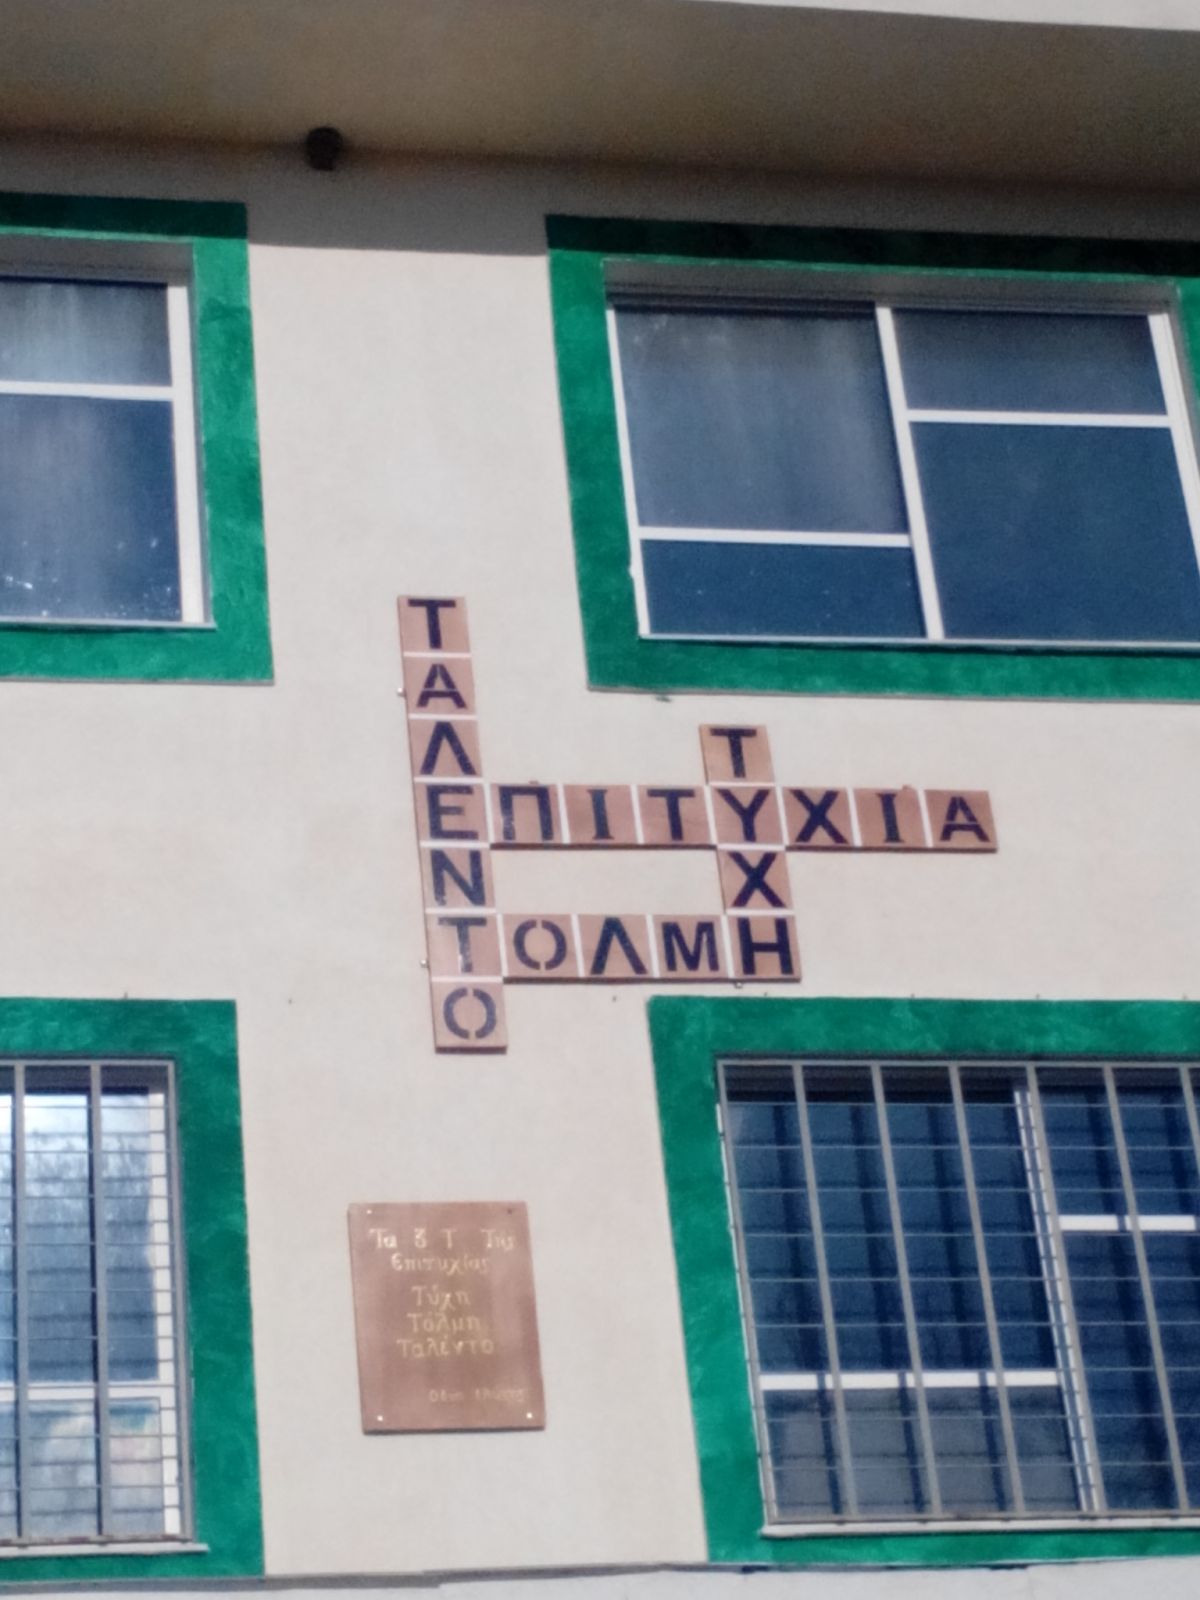 ΤΑΛΕΝΤΟ
ΕΠΙΤΥΧΙΑ
ΤΥΧΗ
ΤΟΛΜΗ
Τα 3 Τ Της
Επιτυχίας
Τύχη
Τόλμη
Ταλέντο